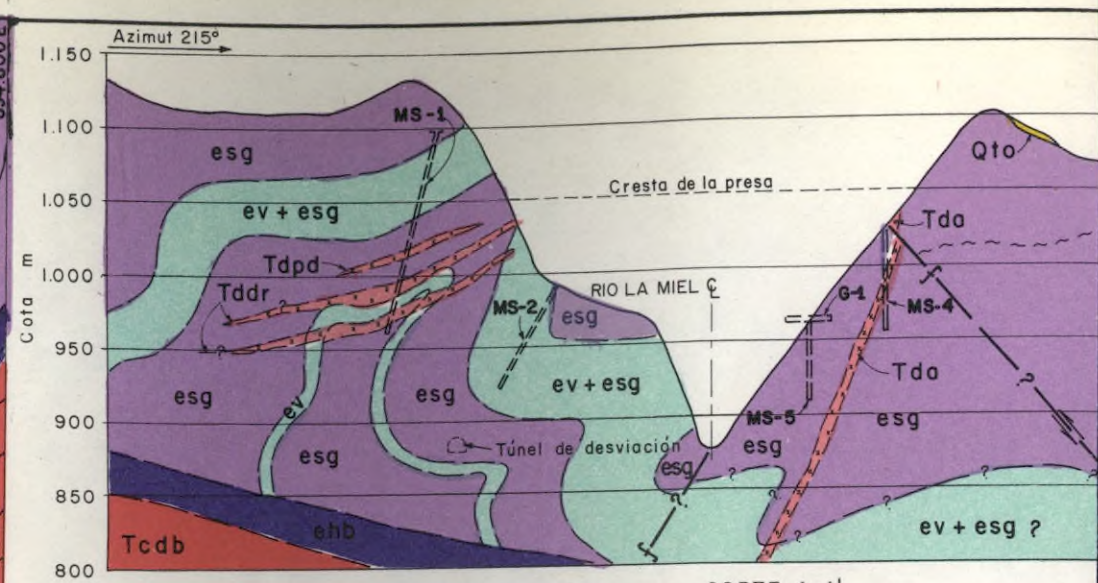 Azimut 215°
1.150
1.100
1.050
1.000
950
900
850
800
Cota m
MS-1
esg
ev + esg
Tdpd
Tddr
?
?
esg
ev
esg
esg
Túnel de desviación
ehb
Tcdb
MS-2
esg
ev + esg
esg
RIO LA MIEL ℄
Cresta de la presa
Qto
Tda
f
G-1
MS-4
Tda
MS-5
esg
esg
?
?
?
?
?
?
?
?
f
ev + esg ?